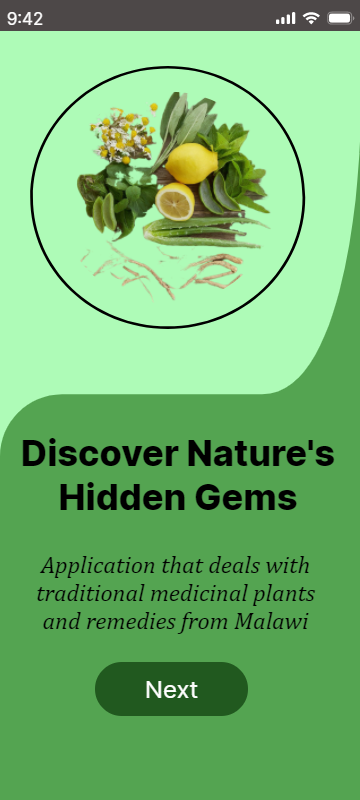 9:42
Discover Nature's
Hidden Gems
Application that deals with
traditional medicinal plants
and remedies from Malawi
Next